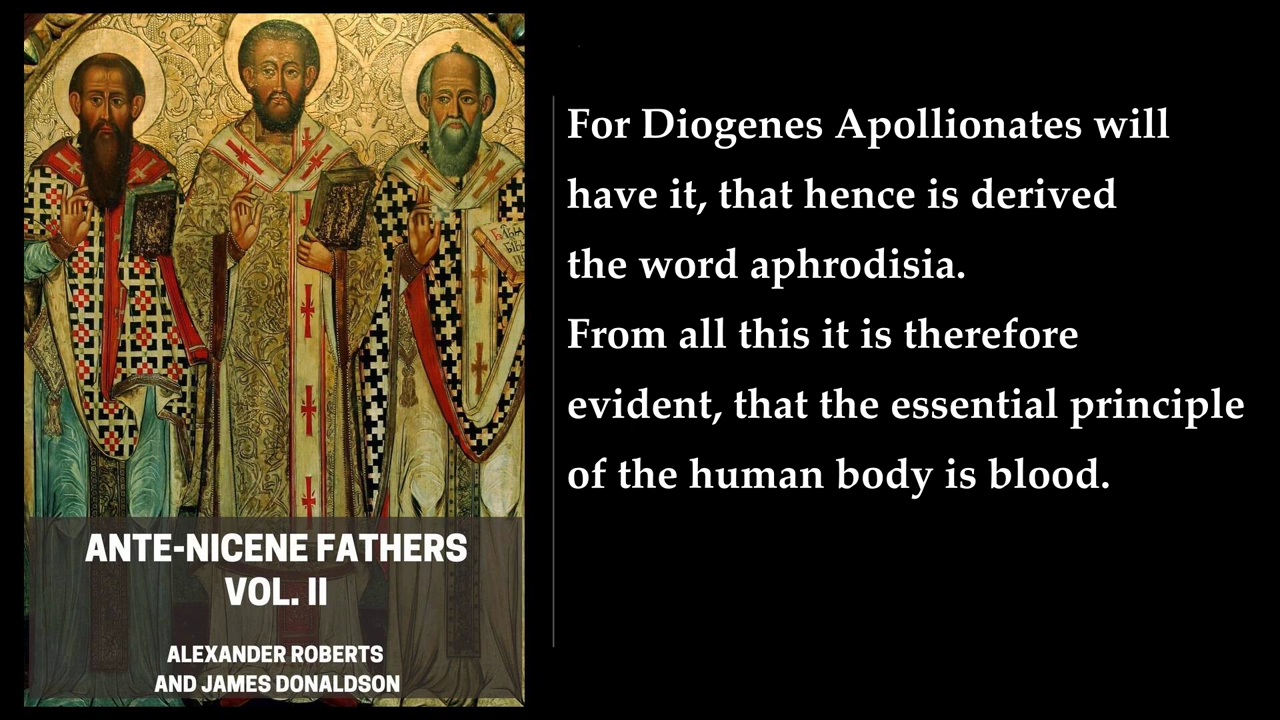 For Diogenes Apollionates will
have it, that hence is derived
the word aphrodisia.
From all this it is therefore
evident, that the essential principle
of the human body is blood.
ANTE-NICENE FATHERS
VOL. II
ALEXANDER ROBERTS
AND JAMES DONALDSON